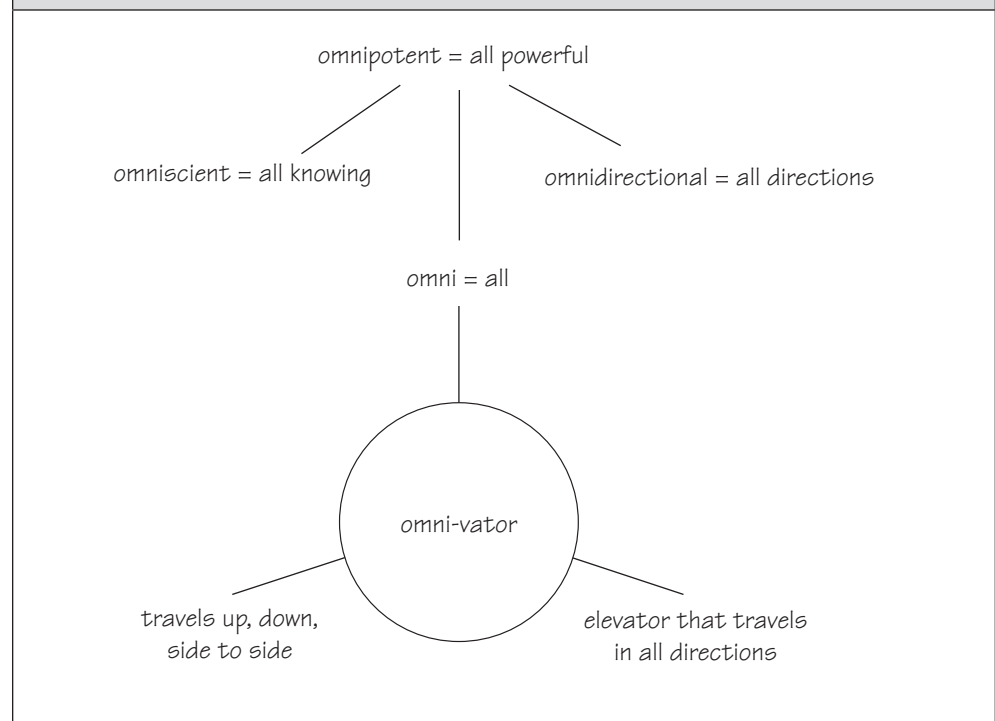 omnipotent = all powerful
omniscient = all knowing
omnidirectional = all directions
omni = all
omni-vator
travels up, down,
side to side
elevator that travels
in all directions